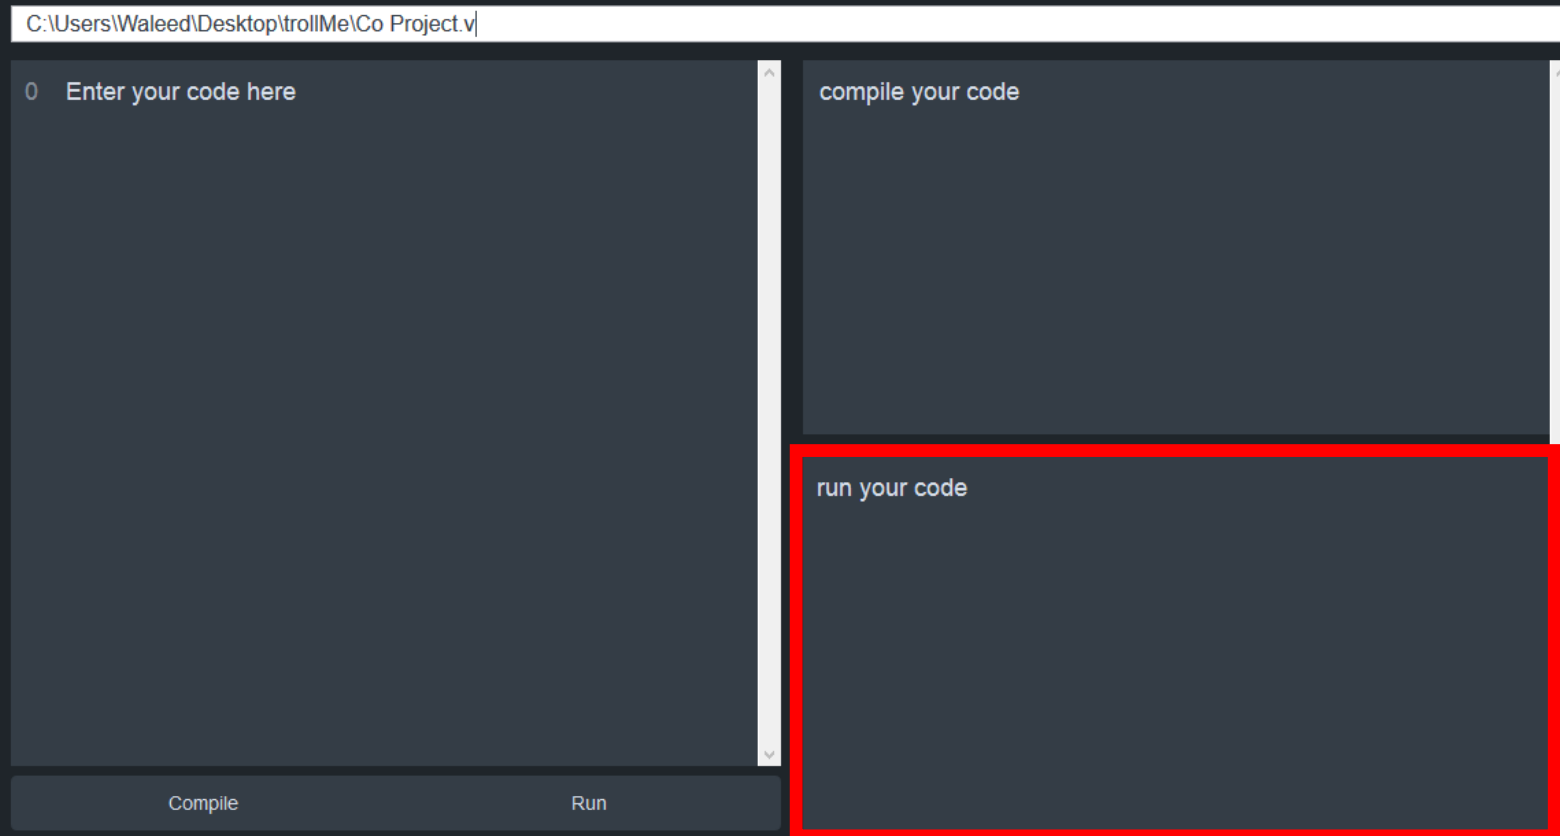 C:\Users\Waleed\Desktop\trollMe\Co Project.v
0 Enter your code here
compile your code
run your code
Compile Run